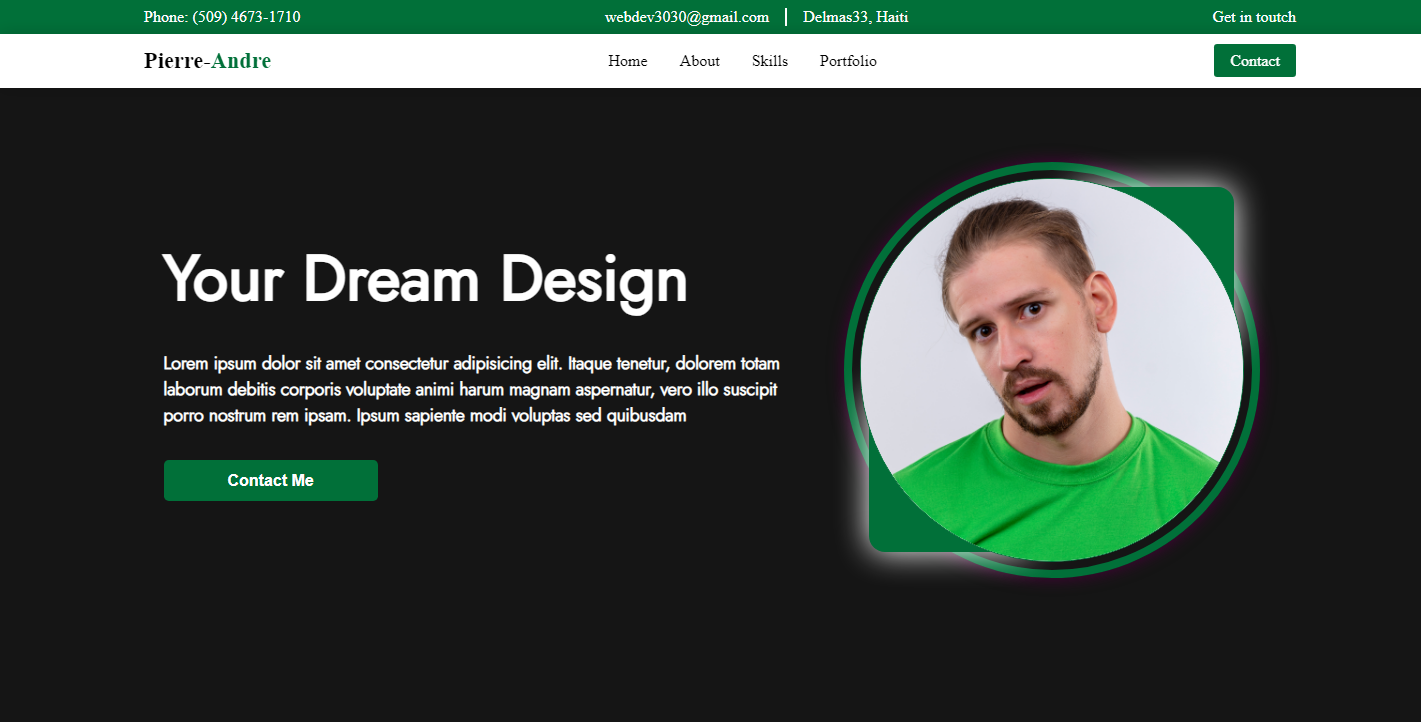 Phone: (509) 4673-1710
webdev3030@gmail.com
Delmas33, Haiti
Get in toutch
Pierre-Andre
Home
About
Skills
Portfolio
Contact
Your Dream Design
Lorem ipsum dolor sit amet consectetur adipisicing elit. Itaque tenetur, dolorem totam
laborum debitis corporis voluptate animi harum magnam aspernatur, vero illo suscipit
porro nostrum rem ipsam. Ipsum sapiente modi voluptas sed quibusdam
Contact Me